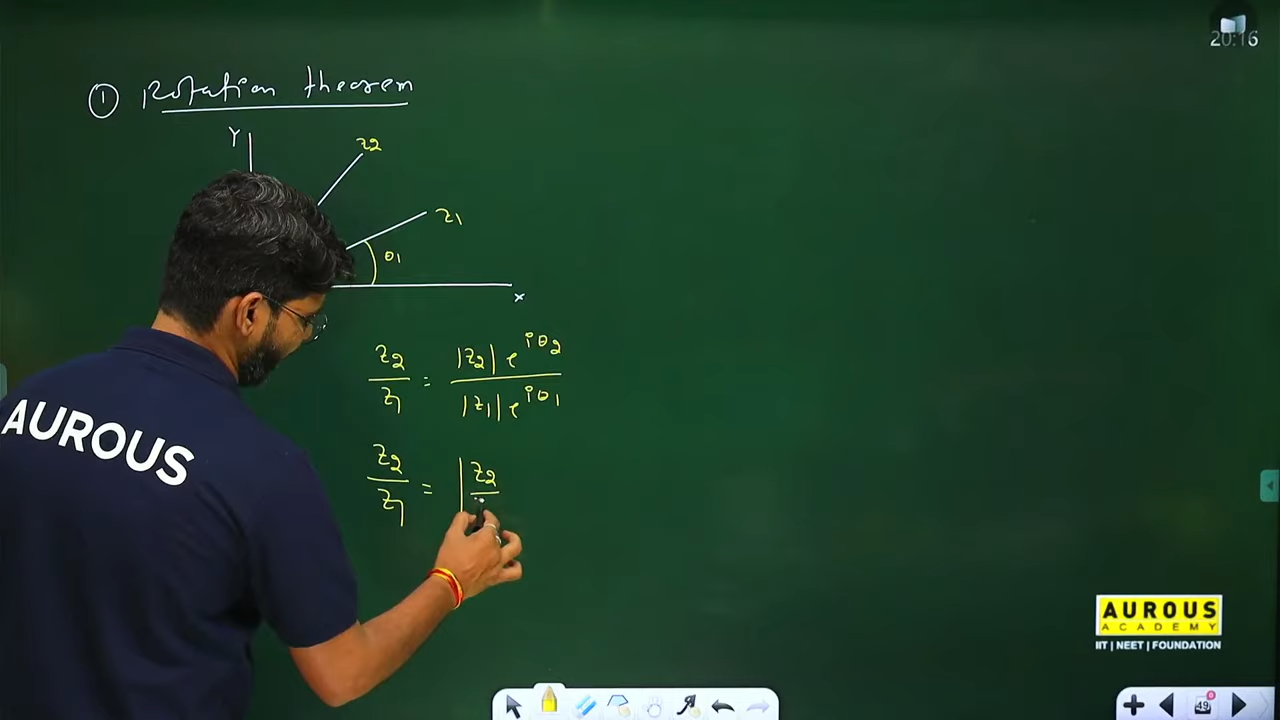 20:16
① Rotation theorem
Y
z2
z1
θ1
x
z2/z1 = |z2| e^iθ2 / |z1| e^iθ1
z2/z1 = |z2
AUROUS
AUROUS
ACADEMY
IIT | NEET | FOUNDATION
49